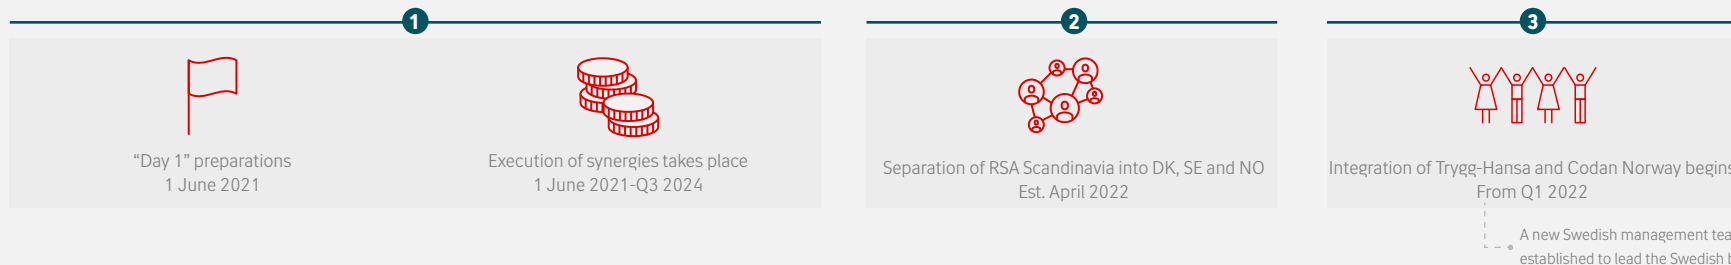 1
2
3
“Day 1” preparations
1 June 2021
Execution of synergies takes place
1 June 2021-Q3 2024
Separation of RSA Scandinavia into DK, SE and NO
Est. April 2022
Integration of Trygg-Hansa and Codan Norway begins
From Q1 2022
A new Swedish management
established to lead the Swedish